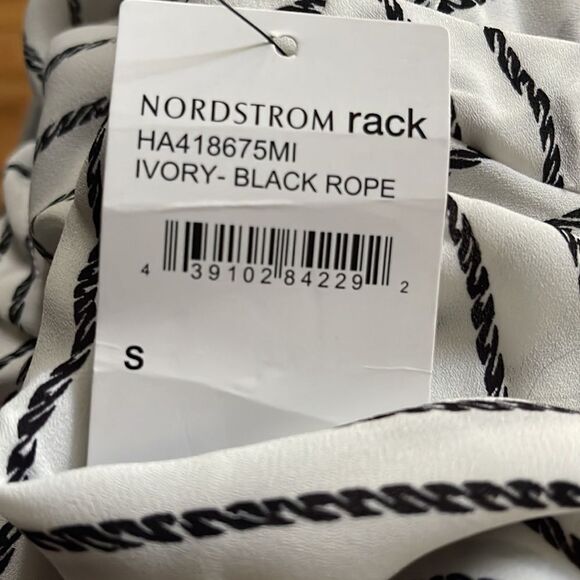 NORDSTROM rack
HA418675MI
IVORY- BLACK ROPE
4 39102 84229 2
S